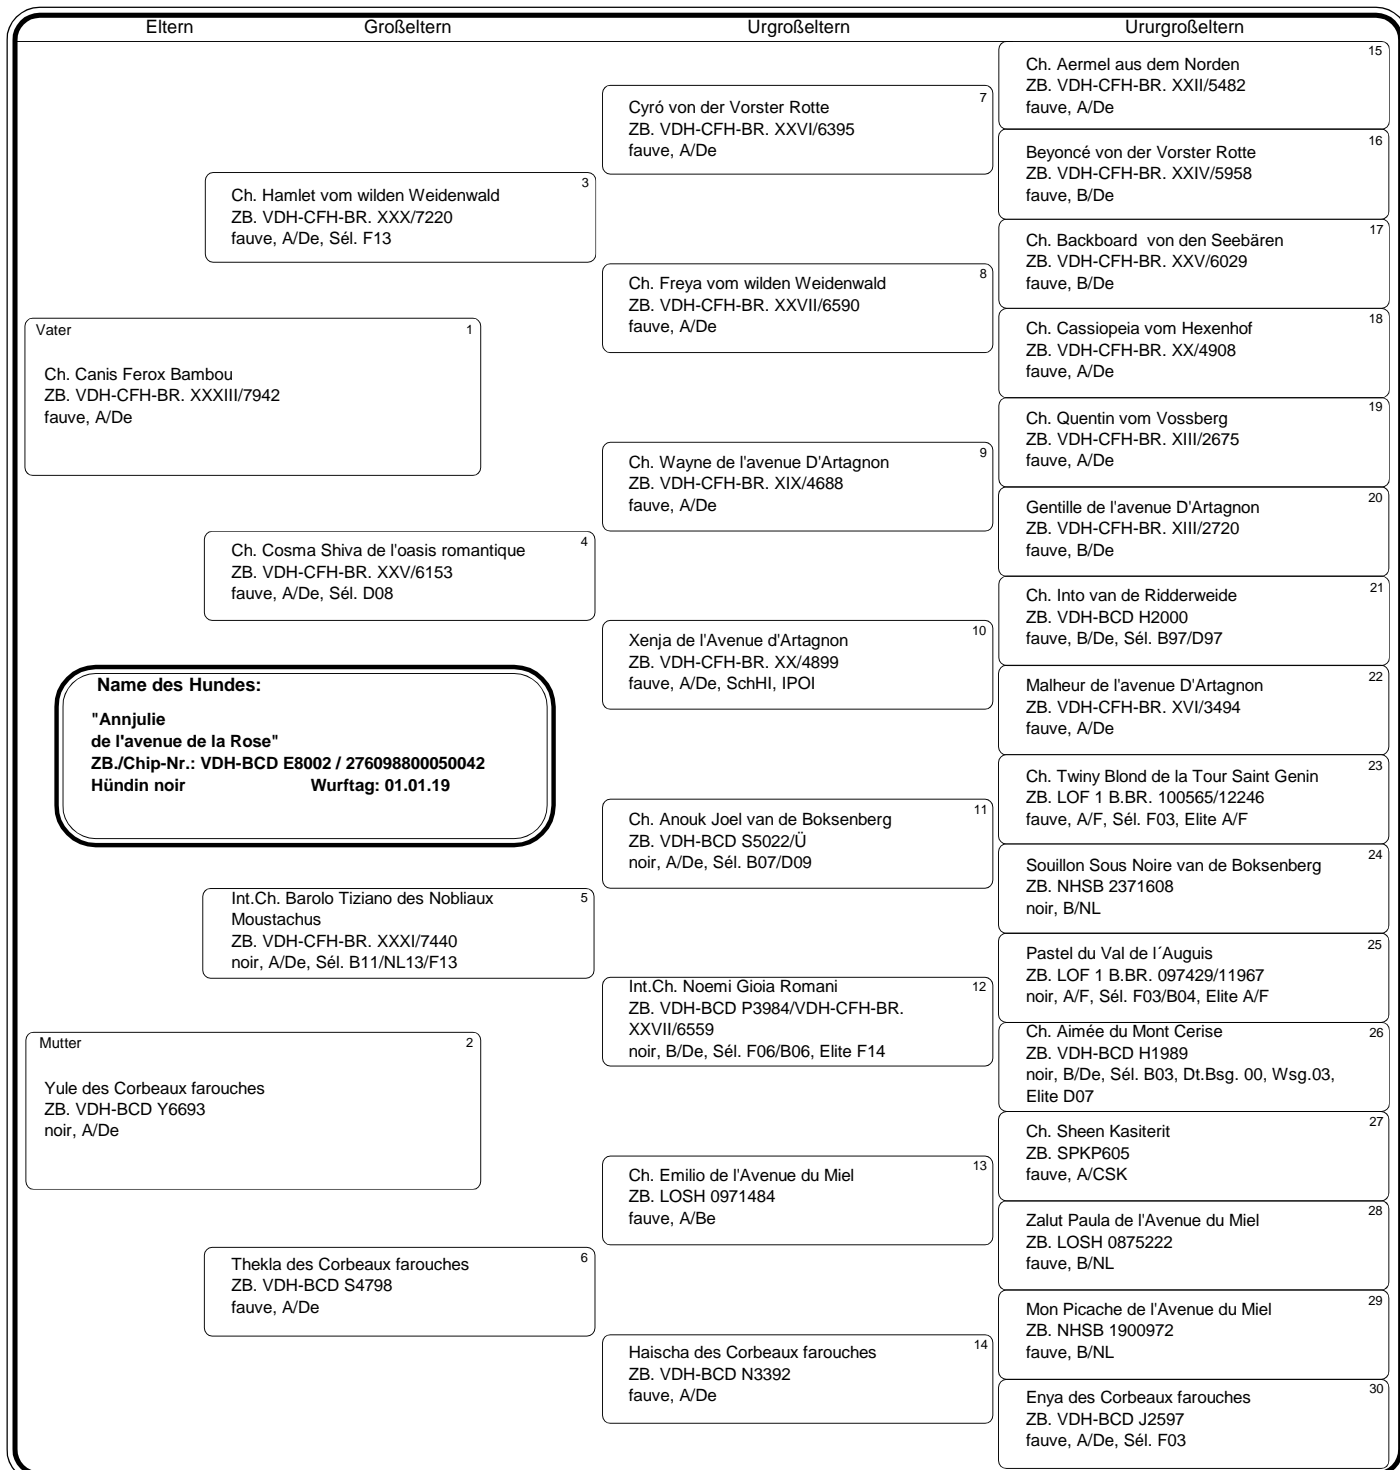 Eltern Großeltern Urgroßeltern Ururgroßeltern
Vater 1
Ch. Canis Ferox Bambou
ZB. VDH-CFH-BR. XXXIII/7942
fauve, A/De
Name des Hundes:
"Annjulie
de l'avenue de la Rose"
ZB./Chip-Nr.: VDH-BCD E8002 / 276098800050042
Hündin noir Wurftag: 01.01.19
Mutter 2
Yule des Corbeaux farouches
ZB. VDH-BCD Y6693
noir, A/De
3
Ch. Hamlet vom wilden Weidenwald
ZB. VDH-CFH-BR. XXX/7220
fauve, A/De, Sél. F13
4
Ch. Cosma Shiva de l'oasis romantique
ZB. VDH-CFH-BR. XXV/6153
fauve, A/De, Sél. D08
5
Int.Ch. Barolo Tiziano des Nobliaux
Moustachus
ZB. VDH-CFH-BR. XXXI/7440
noir, A/De, Sél. B11/NL13/F13
6
Thekla des Corbeaux farouches
ZB. VDH-BCD S4798
fauve, A/De
7
Cyró von der Vorster Rotte
ZB. VDH-CFH-BR. XXVI/6395
fauve, A/De
8
Ch. Freya vom wilden Weidenwald
ZB. VDH-CFH-BR. XXVII/6590
fauve, A/De
9
Ch. Wayne de l'avenue D'Artagnon
ZB. VDH-CFH-BR. XIX/4688
fauve, A/De
10
Xenja de l'Avenue d'Artagnon
ZB. VDH-CFH-BR. XX/4899
fauve, A/De, SchHI, IPOI
11
Ch. Anouk Joel van de Boksenberg
ZB. VDH-BCD S5022/Ü
noir, A/De, Sél. B07/D09
12
Int.Ch. Noemi Gioia Romani
ZB. VDH-BCD P3984/VDH-CFH-BR.
XXVII/6559
noir, B/De, Sél. F06/B06, Elite F14
13
Ch. Emilio de l'Avenue du Miel
ZB. LOSH 0971484
fauve, A/Be
14
Haischa des Corbeaux farouches
ZB. VDH-BCD N3392
fauve, A/De
15
Ch. Aermel aus dem Norden
ZB. VDH-CFH-BR. XXII/5482
fauve, A/De
16
Beyoncé von der Vorster Rotte
ZB. VDH-CFH-BR. XXIV/5958
fauve, B/De
17
Ch. Backboard von den Seebären
ZB. VDH-CFH-BR. XXV/6029
fauve, B/De
18
Ch. Cassiopeia vom Hexenhof
ZB. VDH-CFH-BR. XX/4908
fauve, A/De
19
Ch. Quentin vom Vossberg
ZB. VDH-CFH-BR. XIII/2675
fauve, A/De
20
Gentille de l'avenue D'Artagnon
ZB. VDH-CFH-BR. XIII/2720
fauve, B/De
21
Ch. Into van de Ridderweide
ZB. VDH-BCD H2000
fauve, B/De, Sél. B97/D97
22
Malheur de l'avenue D'Artagnon
ZB. VDH-CFH-BR. XVI/3494
fauve, A/De
23
Ch. Twiny Blond de la Tour Saint Genin
ZB. LOF 1 B.BR. 100565/12246
fauve, A/F, Sél. F03, Elite A/F
24
Souillon Sous Noire van de Boksenberg
ZB. NHSB 2371608
noir, B/NL
25
Pastel du Val de l´Auguis
ZB. LOF 1 B.BR. 097429/11967
noir, A/F, Sél. F03/B04, Elite A/F
26
Ch. Aimée du Mont Cerise
ZB. VDH-BCD H1989
noir, B/De, Sél. B03, Dt.Bsg. 00, Wsg.03,
Elite D07
27
Ch. Sheen Kasiterit
ZB. SPKP605
fauve, A/CSK
28
Zalut Paula de l'Avenue du Miel
ZB. LOSH 0875222
fauve, B/NL
29
Mon Picache de l'Avenue du Miel
ZB. NHSB 1900972
fauve, B/NL
30
Enya des Corbeaux farouches
ZB. VDH-BCD J2597
fauve, A/De, Sél. F03